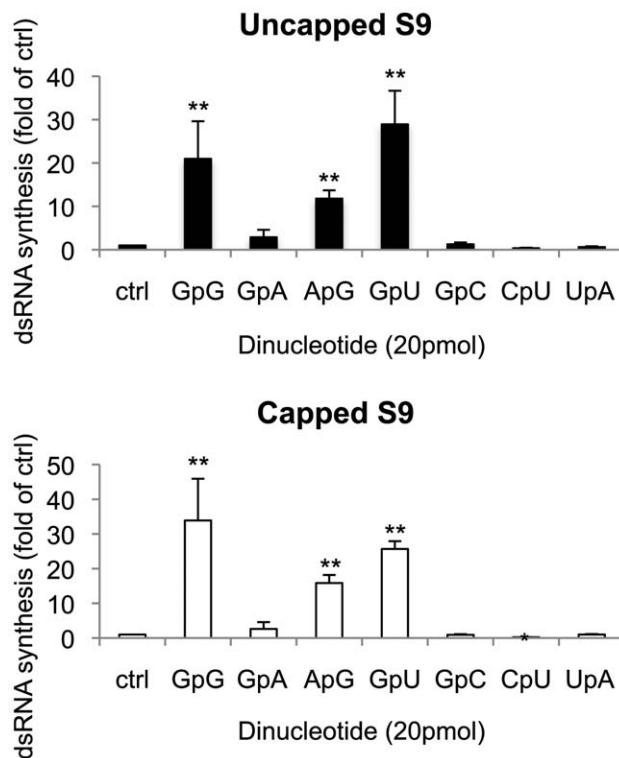 Uncapped S9
dsRNA synthesis (fold of ctrl)
40
30
20
10
0
** ** **
ctrl GpG GpA ApG GpU GpC CpU UpA
Dinucleotide (20pmol)
Capped S9
dsRNA synthesis (fold of ctrl)
50
40
30
20
10
0
** ** ** *
ctrl GpG GpA ApG GpU GpC CpU UpA
Dinucleotide (20pmol)